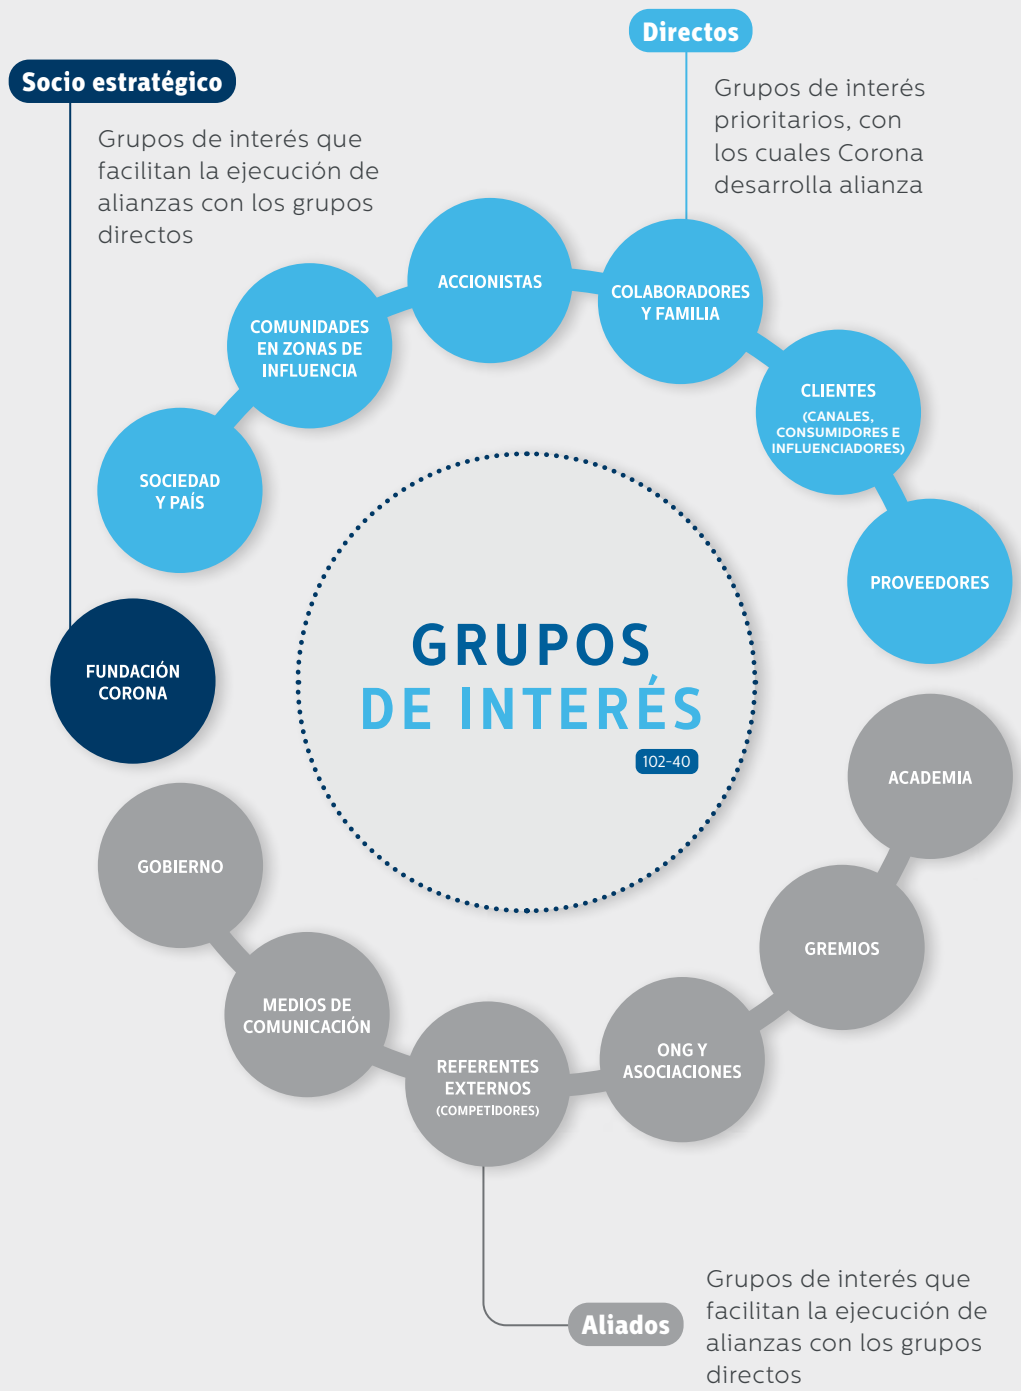 Directos
Grupos de interés
prioritarios, con
los cuales Corona
desarrolla alianza
Socio estratégico
Grupos de interés que
facilitan la ejecución de
alianzas con los grupos
directos
ACCIONISTAS
COLABORADORES
Y FAMILIA
COMUNIDADES
EN ZONAS DE
INFLUENCIA
CLIENTES
(CANALES,
CONSUMIDORES E
INFLUENCIADORES)
SOCIEDAD
Y PAÍS
PROVEEDORES
FUNDACIÓN
CORONA
GRUPOS
DE INTERÉS
102-40
ACADEMIA
GOBIERNO
GREMIOS
MEDIOS DE
COMUNICACIÓN
REFERENTES
EXTERNOS
(COMPETÍDORES)
ONG Y
ASOCIACIONES
Aliados
Grupos de interés que
facilitan la ejecución de
alianzas con los grupos
directos